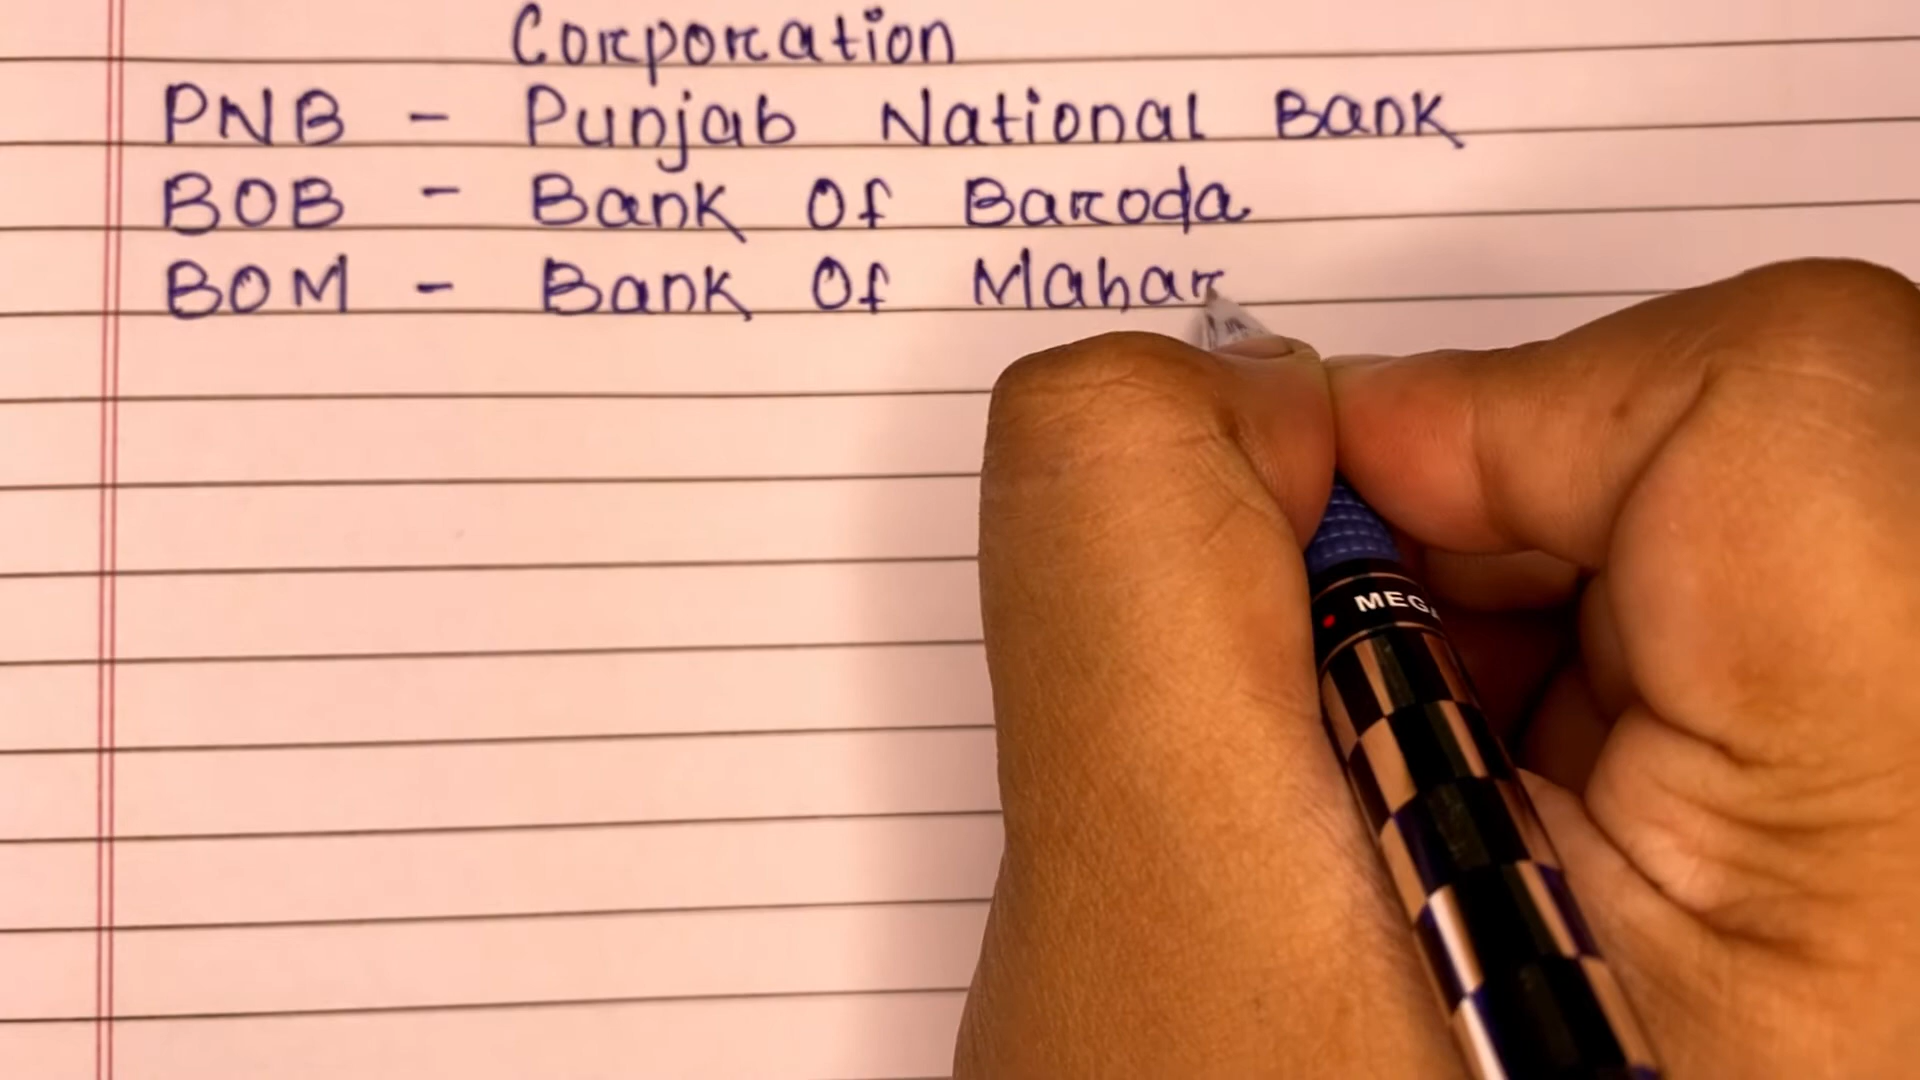 Corporation
PNB - Punjab National Bank
BOB - Bank Of Baroda
BOM - Bank Of Mahar
MEGA